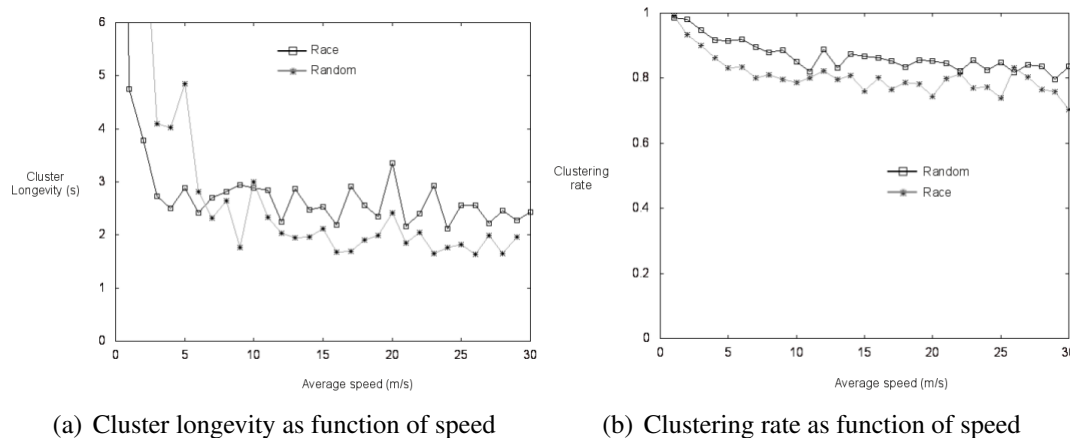 6
5
4
3
2
1
0
Cluster
Longevity (s)
Race
Random
0 5 10 15 20 25 30
Average speed (m/s)
(a) Cluster longevity as function of speed
1
0.8
0.6
0.4
0.2
0
Clustering
rate
Random
Race
0 5 10 15 20 25 30
Average speed (m/s)
(b) Clustering rate as function of speed